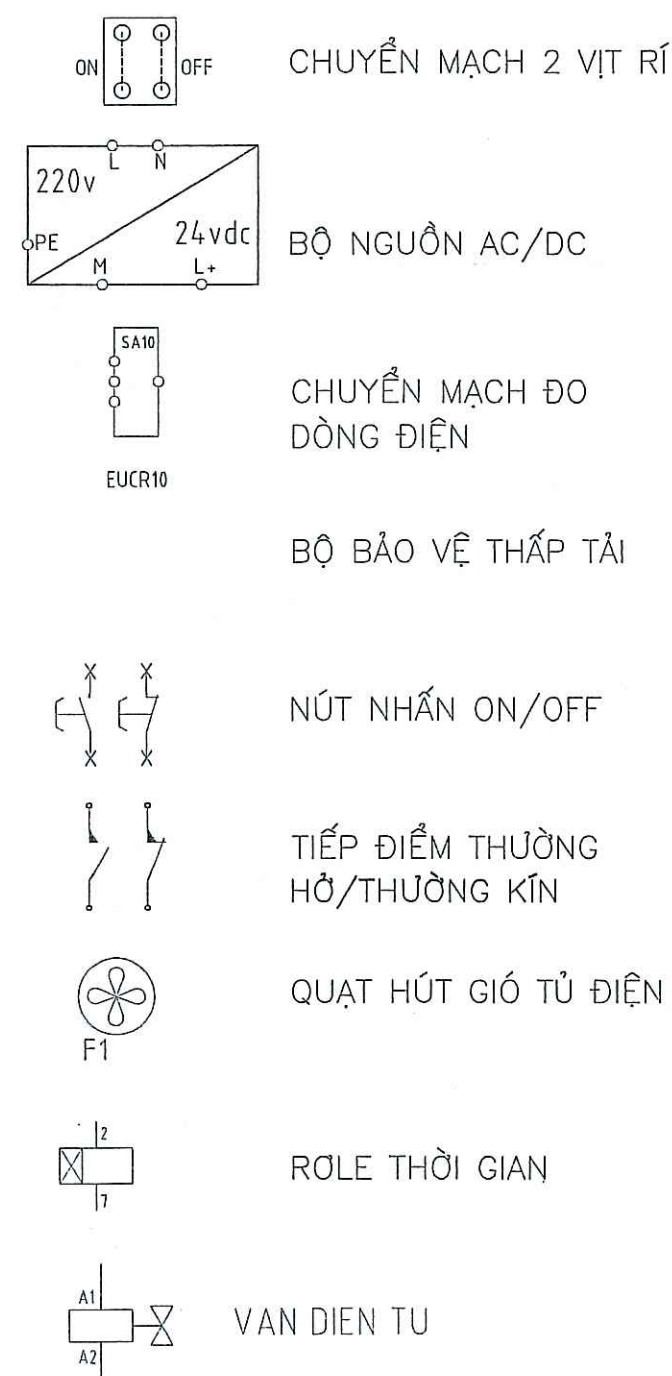 ON OFF CHUYỂN MẠCH 2 VỊT RÍ
L N
220v
PE 24vdc BỘ NGUỒN AC/DC
M L+
SA10
CHUYỂN MẠCH ĐO
DÒNG ĐIỆN
EUCR10
BỘ BẢO VỆ THẤP TẢI
NÚT NHẤN ON/OFF
TIẾP ĐIỂM THƯỜNG
HỞ/THƯỜNG KÍN
QUẠT HÚT GIÓ TỦ ĐIỆN
F1
2
RƠLE THỜI GIAN
7
A1
VAN DIEN TU
A2